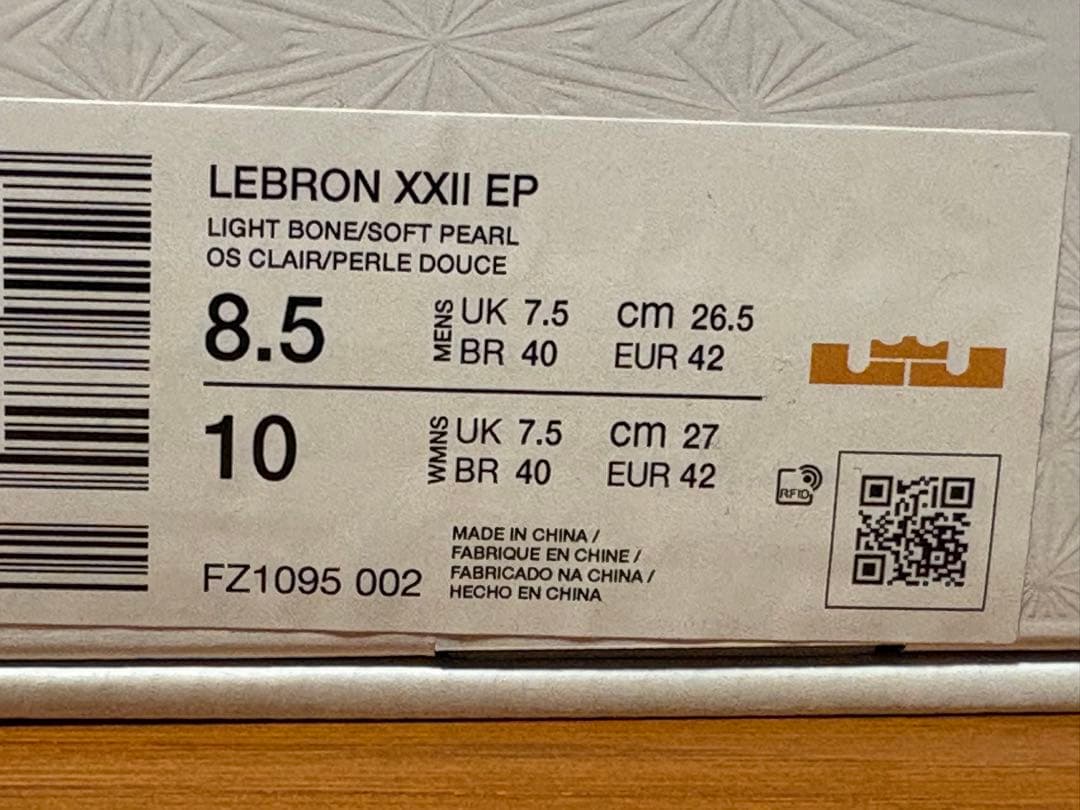 LEBRON XXII EP
LIGHT BONE/SOFT PEARL
OS CLAIR/PERLE DOUCE
8.5 MENS UK 7.5 cm 26.5
BR 40 EUR 42
10 WMNS UK 7.5 cm 27
BR 40 EUR 42
RFID
MADE IN CHINA /
FABRIQUE EN CHINE /
FABRICADO NA CHINA /
HECHO EN CHINA
FZ1095 002